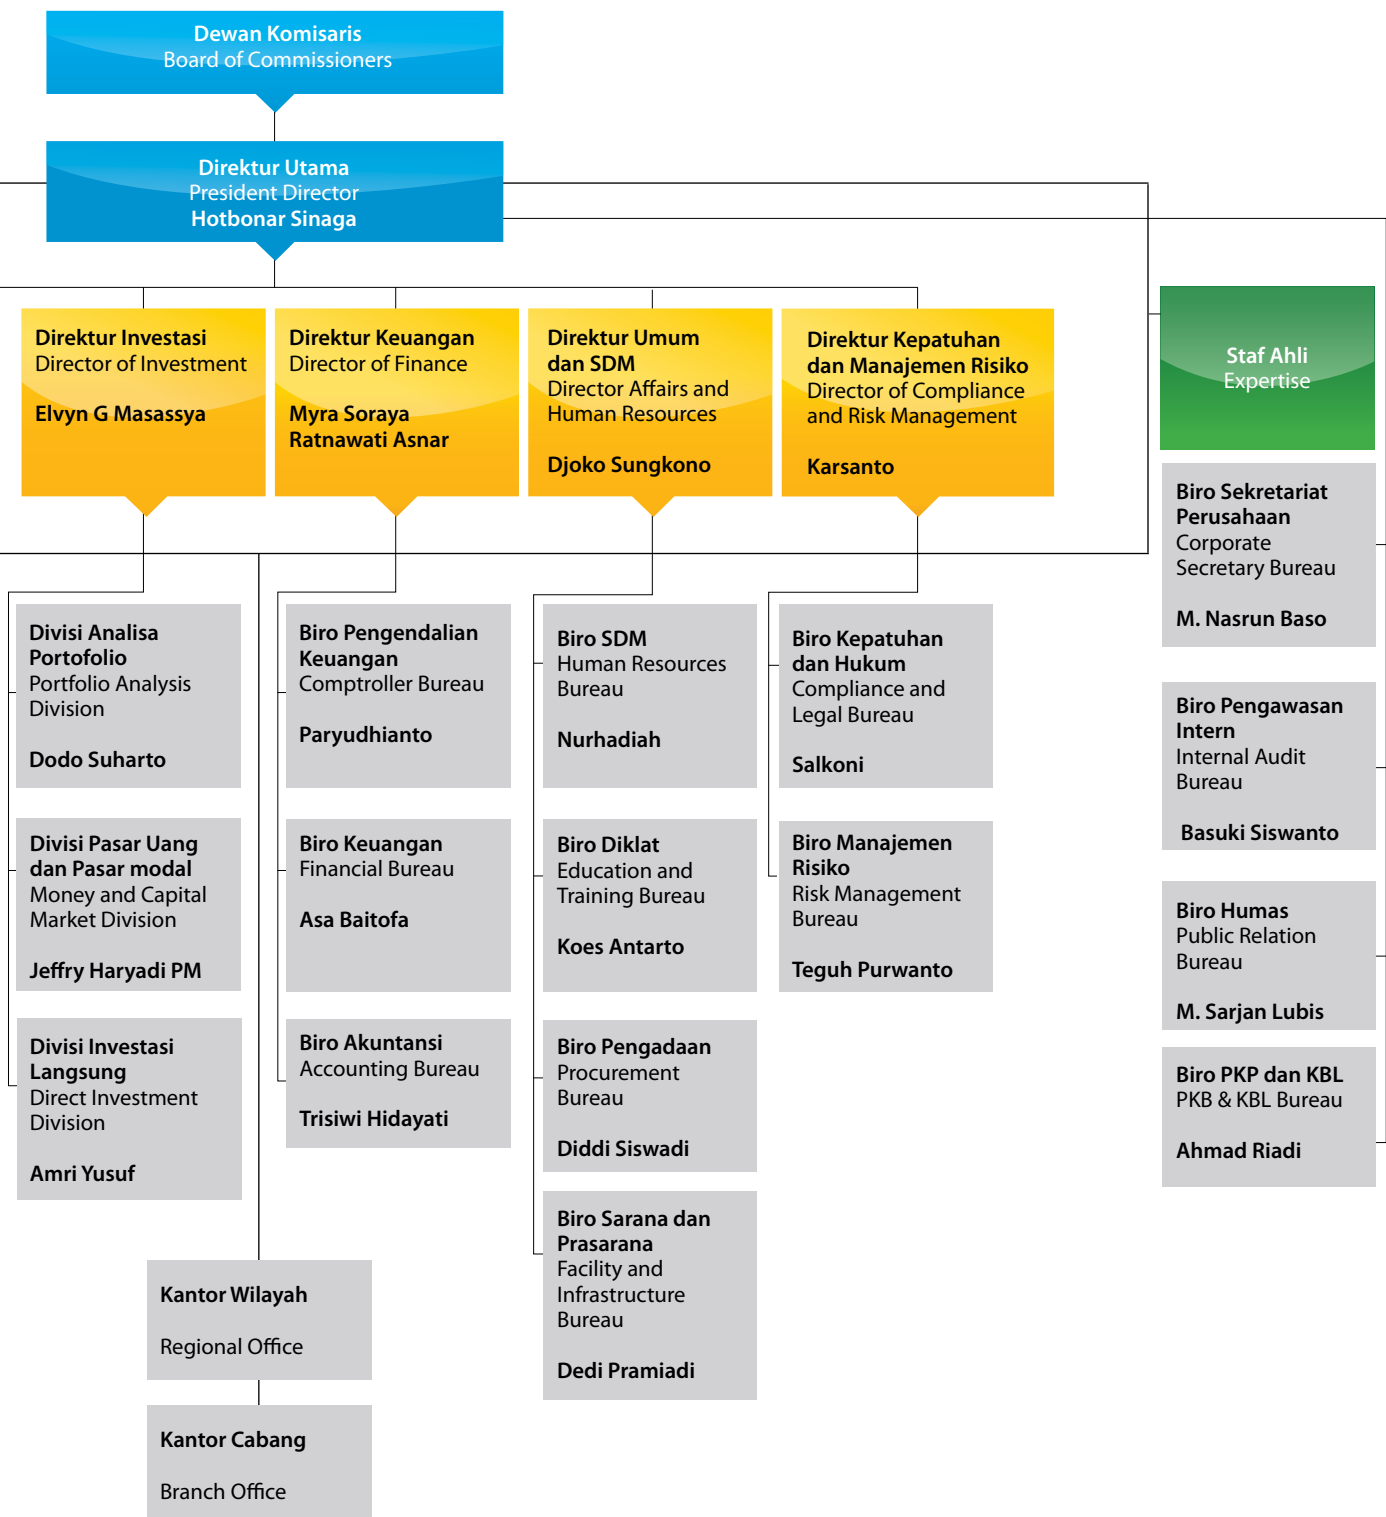 Dewan Komisaris
Board of Commissioners
Direktur Utama
President Director
Hotbonar Sinaga
Direktur Investasi
Director of Investment
Elvyn G Masassya
Direktur Keuangan
Director of Finance
Myra Soraya
Ratnawati Asnar
Direktur Umum
dan SDM
Director Affairs and
Human Resources
Djoko Sungkono
Direktur Kepatuhan
dan Manajemen Risiko
Director of Compliance
and Risk Management
Karsanto
Staf Ahli
Expertise
Divisi Analisa
Portofolio
Portfolio Analysis
Division
Dodo Suharto
Divisi Pasar Uang
dan Pasar modal
Money and Capital
Market Division
Jeffry Haryadi PM
Divisi Investasi
Langsung
Direct Investment
Division
Amri Yusuf
Biro Pengendalian
Keuangan
Comptroller Bureau
Paryudhianto
Biro Keuangan
Financial Bureau
Asa Baitofa
Biro Akuntansi
Accounting Bureau
Trisiwi Hidayati
Biro SDM
Human Resources
Bureau
Nurhadiah
Biro Diklat
Education and
Training Bureau
Koes Antarto
Biro Pengadaan
Procurement
Bureau
Diddi Siswadi
Biro Sarana dan
Prasarana
Facility and
Infrastructure
Bureau
Dedi Pramiadi
Biro Kepatuhan
dan Hukum
Compliance and
Legal Bureau
Salkoni
Biro Manajemen
Risiko
Risk Management
Bureau
Teguh Purwanto
Biro Sekretariat
Perusahaan
Corporate
Secretary Bureau
M. Nasrun Baso
Biro Pengawasan
Intern
Internal Audit
Bureau
Basuki Siswanto
Biro Humas
Public Relation
Bureau
M. Sarjan Lubis
Biro PKP dan KBL
PKB & KBL Bureau
Ahmad Riadi
Kantor Wilayah
Regional Office
Kantor Cabang
Branch Office